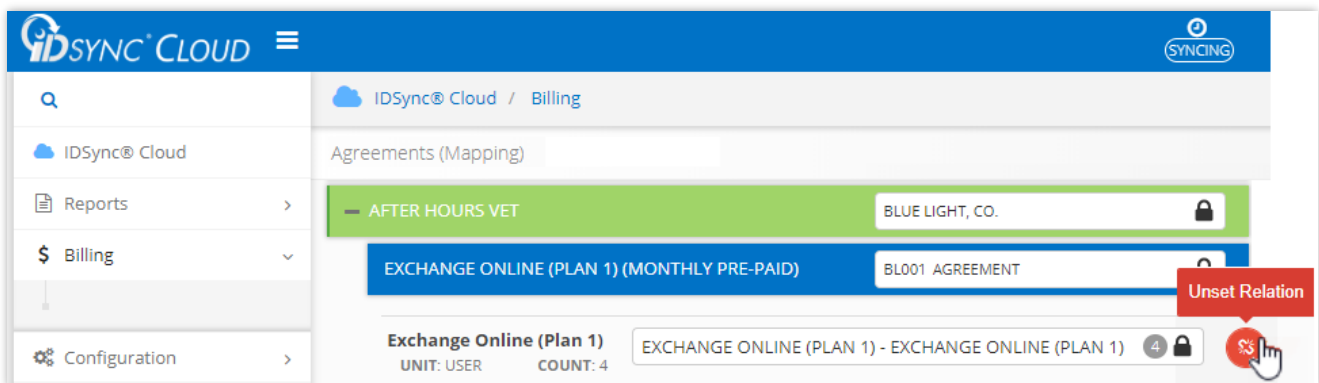 iDSYNC® CLOUD
SYNCING
IDSync® Cloud / Billing
IDSync® Cloud
Agreements (Mapping)
Reports
AFTER HOURS VET
BLUE LIGHT, CO.
$ Billing
EXCHANGE ONLINE (PLAN 1) (MONTHLY PRE-PAID)
BL001 AGREEMENT
Unset Relation
Exchange Online (Plan 1)
EXCHANGE ONLINE (PLAN 1) - EXCHANGE ONLINE (PLAN 1) 4
Configuration
UNIT: USER COUNT: 4